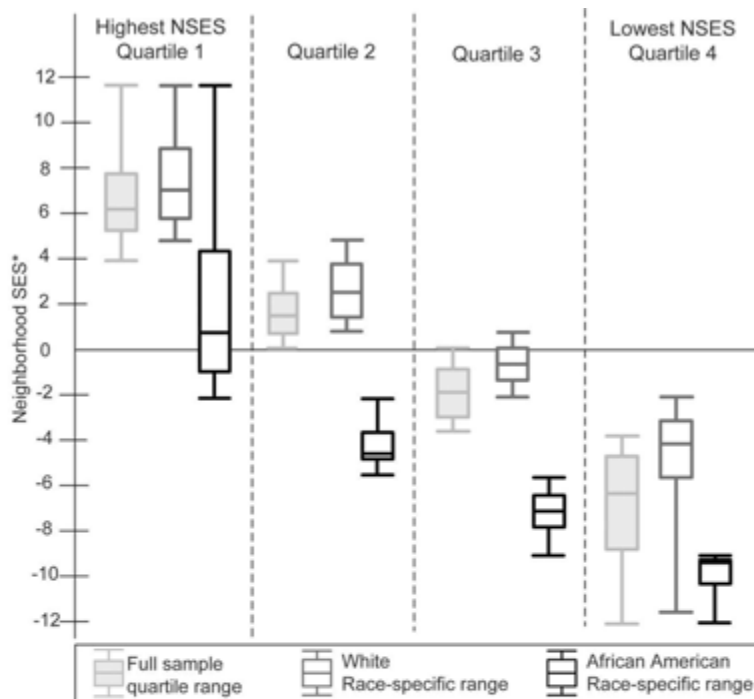 Highest NSES
Quartile 1
Quartile 2
Quartile 3
Lowest NSES
Quartile 4
Neighborhood SES*
12
10
8
6
4
2
0
-2
-4
-6
-8
-10
-12
Full sample
quartile range
White
Race-specific range
African American
Race-specific range